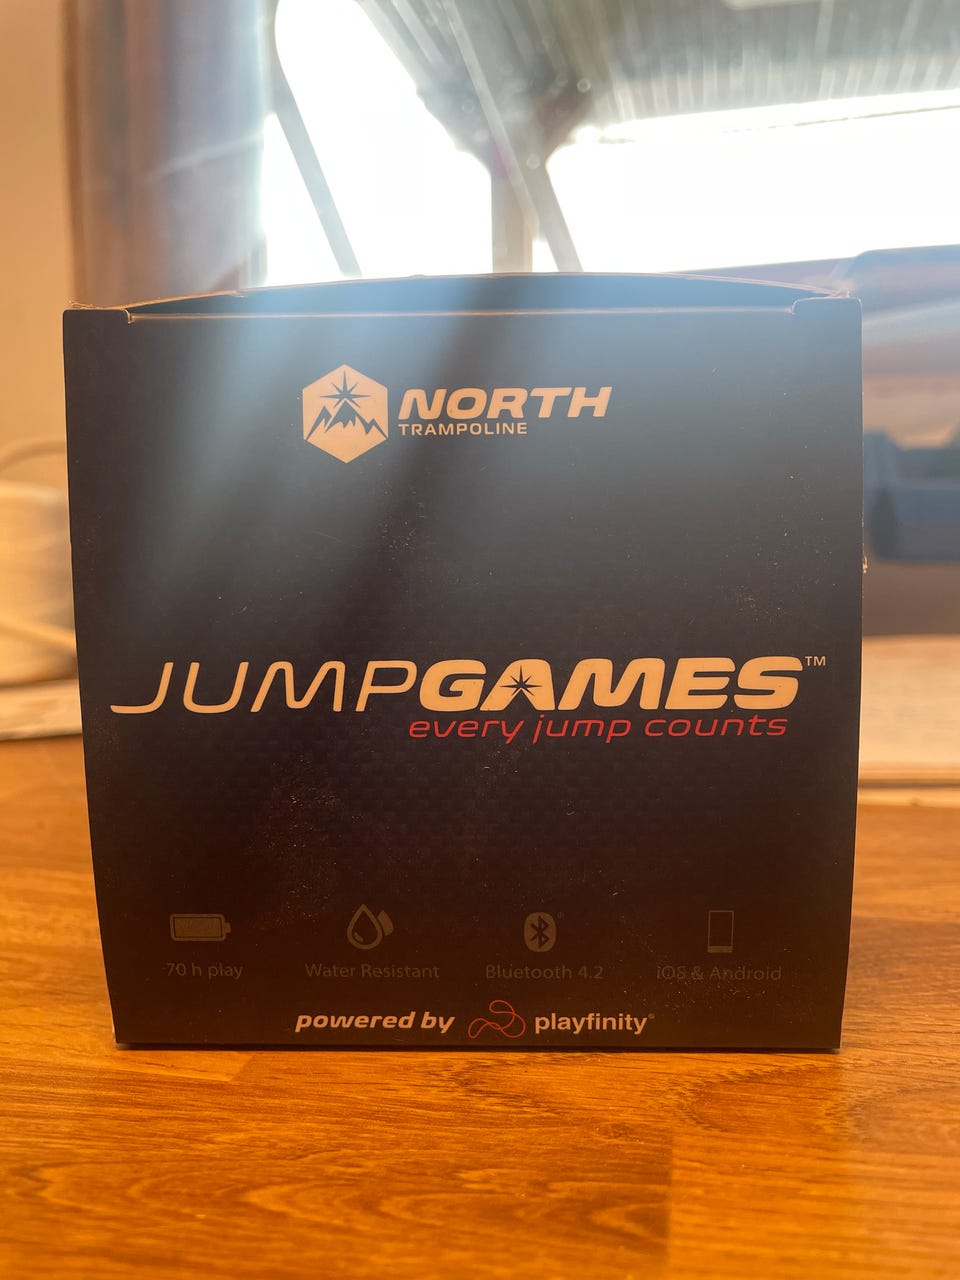 NORTH
TRAMPOLINE
JUMPGAMES™
every jump counts
70 h play
Water Resistant
Bluetooth 4.2
iOS & Android
powered by playfinity®